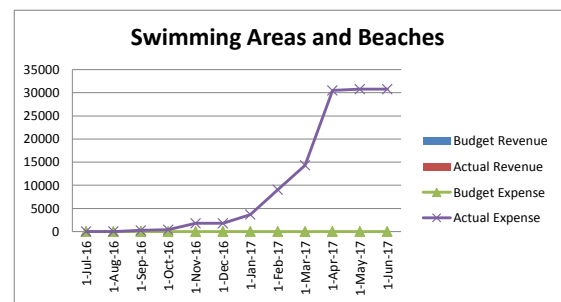 Swimming Areas and Beaches
35000
30000
25000
20000
15000
10000
5000
0
1-Jul-16
1-Aug-16
1-Sep-16
1-Oct-16
1-Nov-16
1-Dec-16
1-Jan-17
1-Feb-17
1-Mar-17
1-Apr-17
1-May-17
1-Jun-17
Budget Revenue
Actual Revenue
Budget Expense
Actual Expense